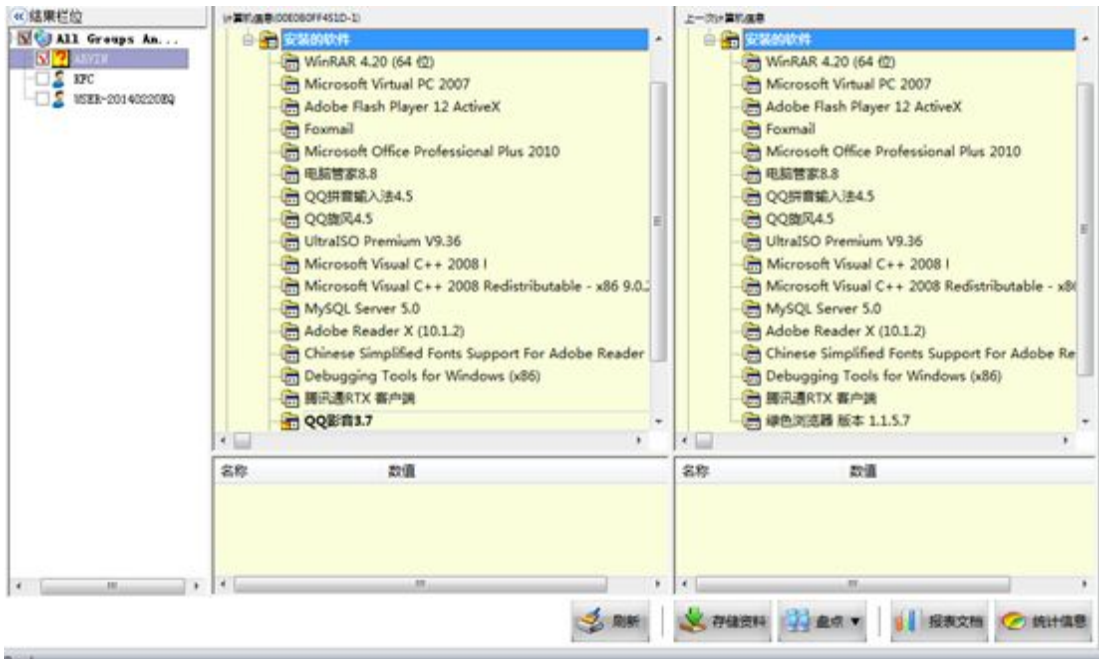 结果栏位
All Groups An...
ANVIN
KFC
USER-20140220EQ
计算机信息(00E0B0FF4S1D-1)
安装的软件
WinRAR 4.20 (64 位)
Microsoft Virtual PC 2007
Adobe Flash Player 12 ActiveX
Foxmail
Microsoft Office Professional Plus 2010
电脑管家8.8
QQ拼音输入法4.5
QQ旋风4.5
UltraISO Premium V9.36
Microsoft Visual C++ 2008 I
Microsoft Visual C++ 2008 Redistributable - x86 9.0.
MySQL Server 5.0
Adobe Reader X (10.1.2)
Chinese Simplified Fonts Support For Adobe Reader
Debugging Tools for Windows (x86)
腾讯通RTX 客户端
QQ影音3.7
名称 数值
上一次计算机信息
安装的软件
WinRAR 4.20 (64 位)
Microsoft Virtual PC 2007
Adobe Flash Player 12 ActiveX
Foxmail
Microsoft Office Professional Plus 2010
电脑管家8.8
QQ拼音输入法4.5
QQ旋风4.5
UltraISO Premium V9.36
Microsoft Visual C++ 2008 I
Microsoft Visual C++ 2008 Redistributable - x86
MySQL Server 5.0
Adobe Reader X (10.1.2)
Chinese Simplified Fonts Support For Adobe Re
Debugging Tools for Windows (x86)
腾讯通RTX 客户端
绿色浏览器 版本 1.1.5.7
名称 数值
刷新 存储资料 盘点 报表文档 统计信息